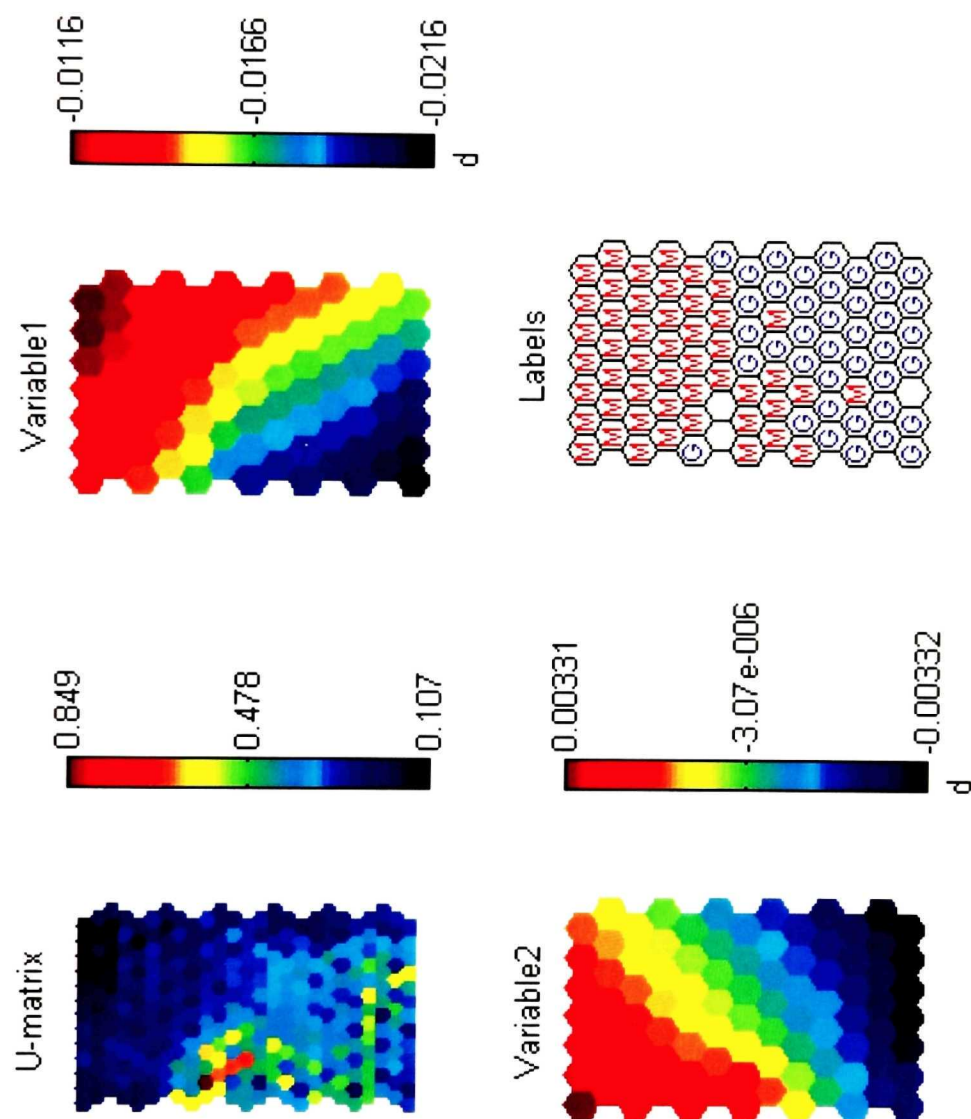 U-matrix
0.849
0.478
0.107
Variable1
-0.0116
-0.0166
-0.0216
d
Variable2
0.00331
-3.07e-006
-0.00332
d
Labels
M M M M M M M
M M M M M M M
M M M M M M M
M M M M M M M
G M M M M M M
M M M M G
M M M G G G G
M M M G M G G
M G M G G G G
G G G G G G G
G G M G G G G
G G G G G G G
G G G G G G